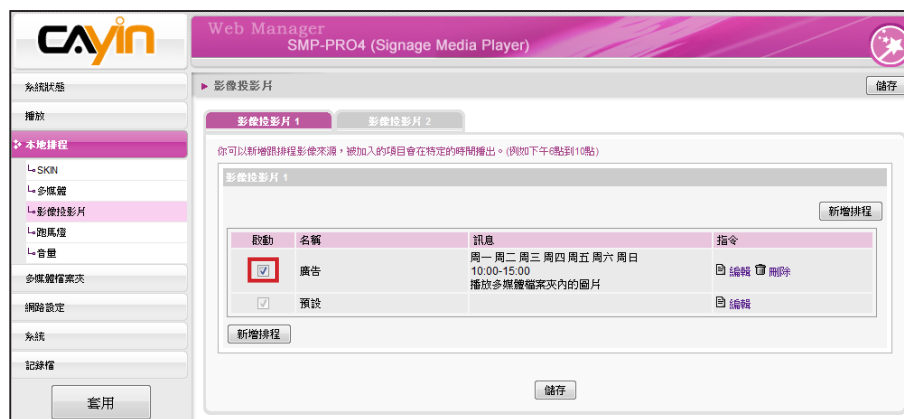 CAYIN
Web Manager
SMP-PRO4 (Signage Media Player)
系統狀態
播放
本地排程
SKIN
多媒體
影像投影片
跑馬燈
音量
多媒體檔案夾
網路設定
系統
記錄檔
套用
影像投影片
儲存
影像投影片 1
影像投影片 2
你可以新增跟排程影像來源，被加入的項目會在特定的時間播出。(例如下午6點到10點)
影像投影片 1
新增排程
啟動 名稱 訊息 指令
廣告
周一 周二 周三 周四 周五 周六 周日
10:00-15:00
播放多媒體檔案夾內的圖片
編輯 刪除
預設 編輯
新增排程
儲存